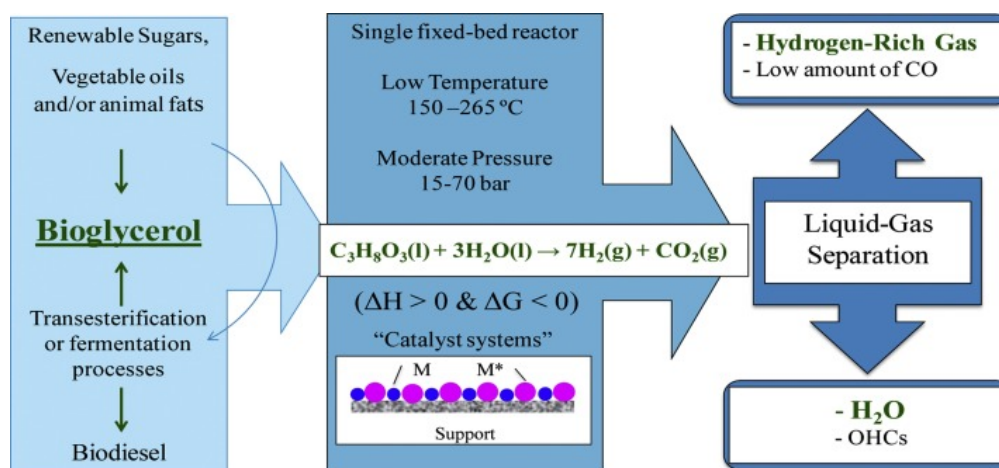 Renewable Sugars,
Vegetable oils
and/or animal fats
Bioglycerol
Transesterification
or fermentation
processes
Biodiesel
Single fixed-bed reactor
Low Temperature
150 –265 ºC
Moderate Pressure
15-70 bar
C₃H₈O₃(l) + 3H₂O(l) → 7H₂(g) + CO₂(g)
(ΔH > 0 & ΔG < 0)
“Catalyst systems”
M M*
Support
- Hydrogen-Rich Gas
- Low amount of CO
Liquid-Gas
Separation
- H₂O
- OHCs